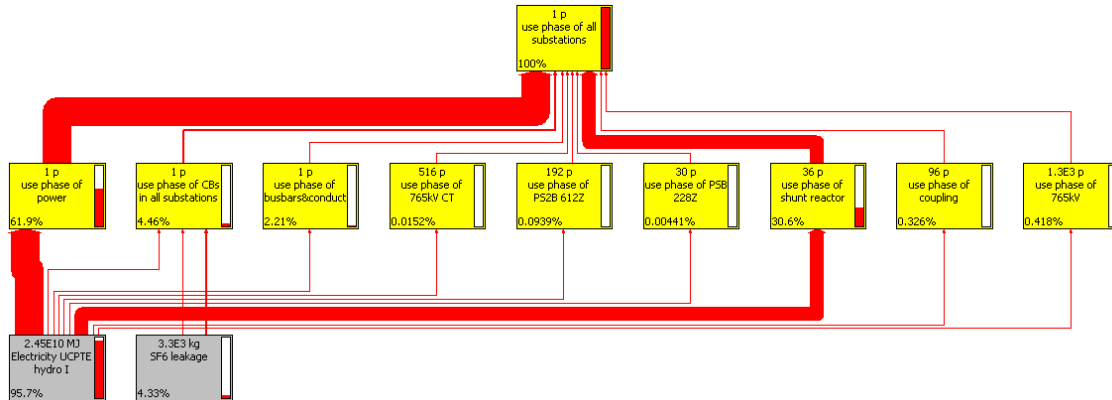 1 p
use phase of all
substations
100%
1 p
use phase of
power
61.9%
1 p
use phase of CBs
in all substations
4.46%
1 p
use phase of
busbars&conduct
2.21%
516 p
use phase of
765kV CT
0.0152%
192 p
use phase of
PS2B 612Z
0.0939%
30 p
use phase of PSB
228Z
0.00441%
36 p
use phase of
shunt reactor
30.6%
96 p
use phase of
coupling
0.326%
1.3E3 p
use phase of
765kV
0.418%
2.45E10 MJ
Electricity UCPTE
hydro I
95.7%
3.3E3 kg
SF6 leakage
4.33%